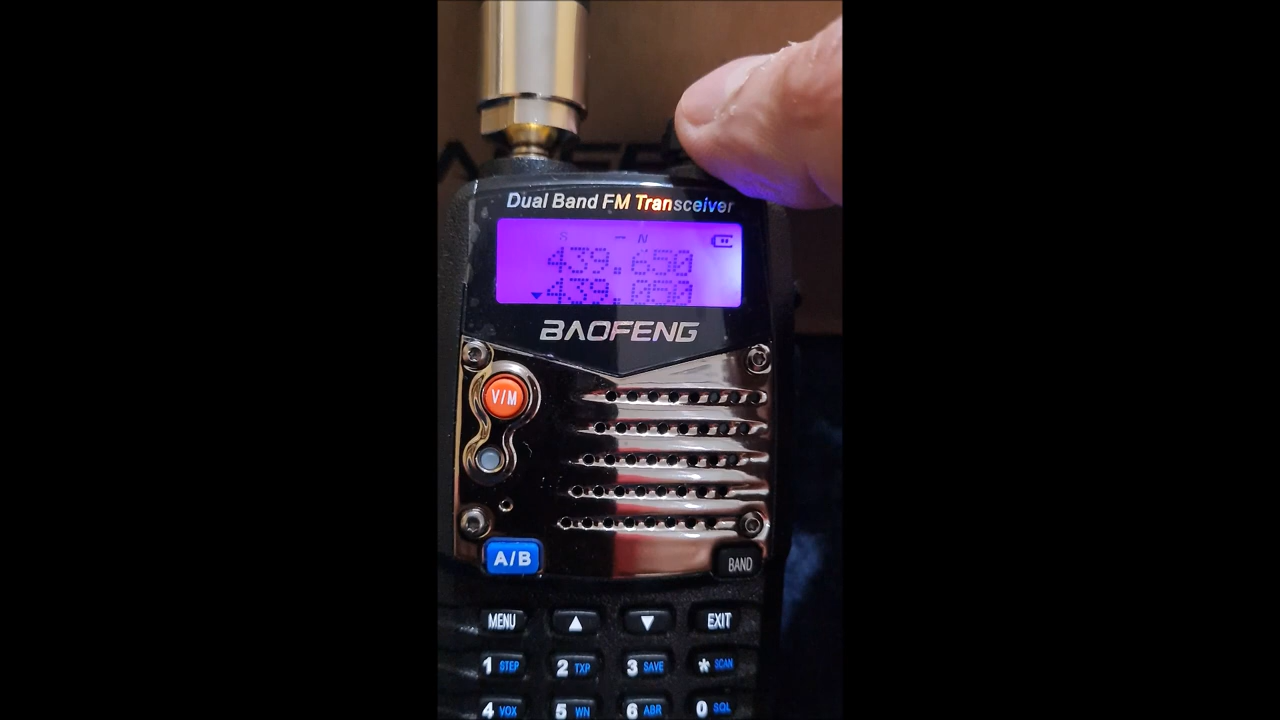 Dual Band FM Transceiver
S N
439.650
439.050
BAOFENG
V/M
A/B
BAND
MENU ▲ ▼ EXIT
1 STEP 2 TXP 3 SAVE * SCAN
4 VOX 5 WN 6 ABR 0 SQL